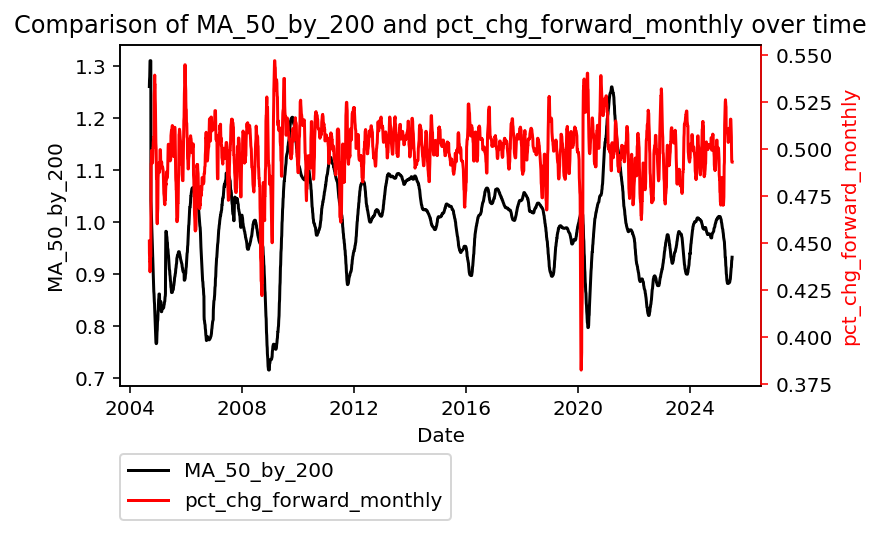 Comparison of MA_50_by_200 and pct_chg_forward_monthly over time
MA_50_by_200
1.3
1.2
1.1
1.0
0.9
0.8
0.7
0.550
0.525
0.500
0.475
0.450
0.425
0.400
0.375
pct_chg_forward_monthly
2004 2008 2012 2016 2020 2024
Date
MA_50_by_200
pct_chg_forward_monthly